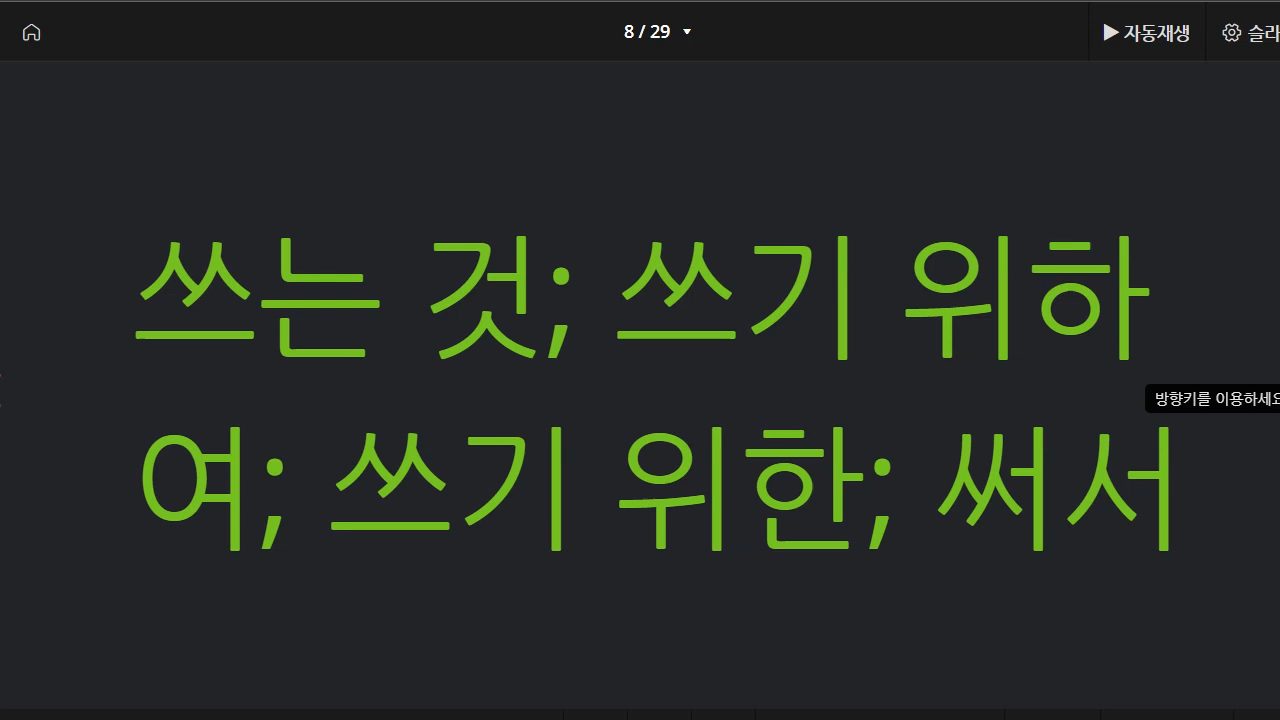 8 / 29
▶ 자동재생
슬라
쓰는 것; 쓰기 위하
방향키를 이용하세요
여; 쓰기 위한; 써서